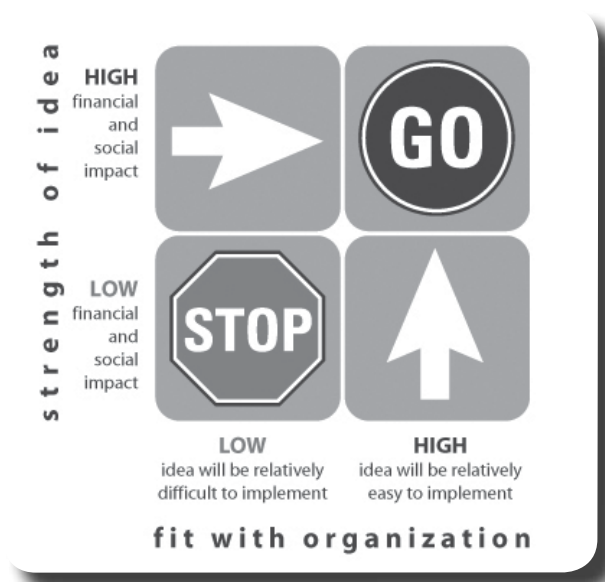 strength of idea
HIGH
financial
and
social
impact
GO
LOW
financial
and
social
impact
STOP
LOW
idea will be relatively
difficult to implement
HIGH
idea will be relatively
easy to implement
fit with organization